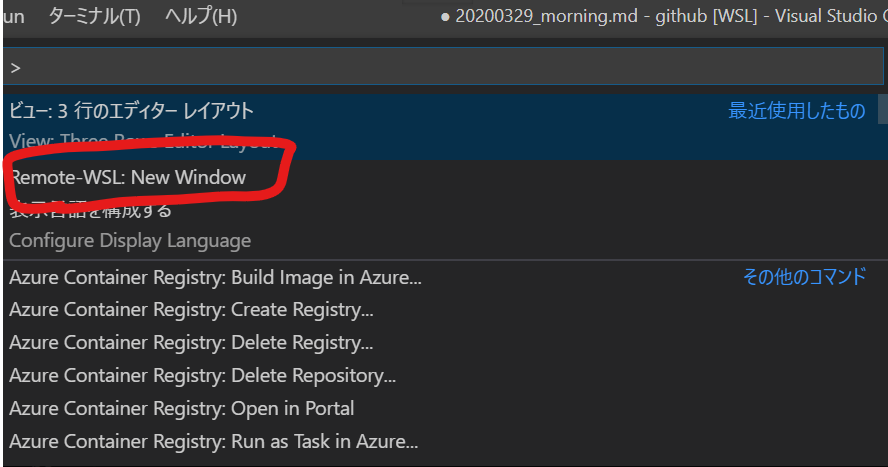 un ターミナル(T) ヘルプ(H) ● 20200329_morning.md - github [WSL] - Visual Studio
>
ビュー: 3 行のエディター レイアウト 最近使用したもの
View: Three Rows Editor Layout
Remote-WSL: New Window
表示言語を構成する
Configure Display Language
Azure Container Registry: Build Image in Azure... その他のコマンド
Azure Container Registry: Create Registry...
Azure Container Registry: Delete Registry...
Azure Container Registry: Delete Repository...
Azure Container Registry: Open in Portal
Azure Container Registry: Run as Task in Azure...